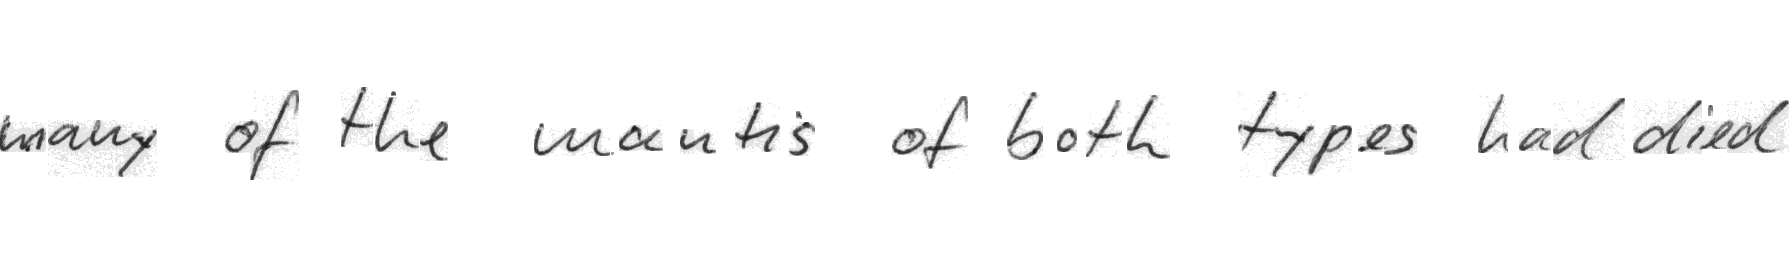 many of the mantis of both types had died